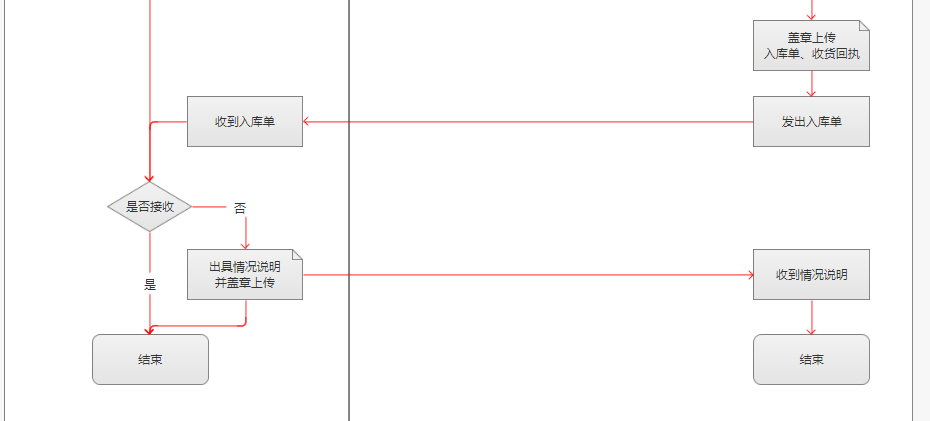 盖章上传
入库单、收货回执
收到入库单
发出入库单
是否接收
否
出具情况说明
并盖章上传
收到情况说明
是
结束
结束